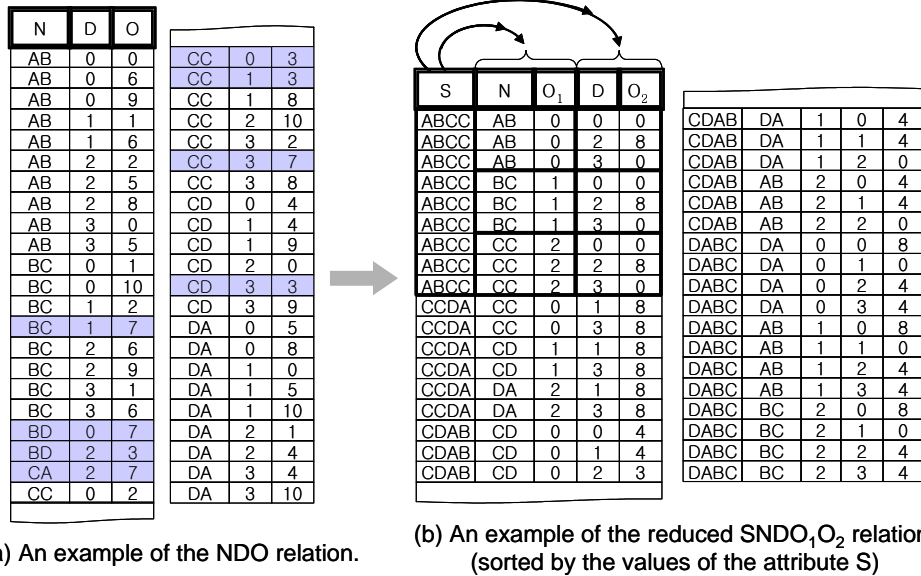 N D O
AB 0 0
AB 0 6
AB 0 9
AB 1 1
AB 1 6
AB 2 2
AB 2 5
AB 2 8
AB 3 0
AB 3 5
BC 0 1
BC 0 10
BC 1 2
BC 1 7
BC 2 6
BC 2 9
BC 3 1
BC 3 6
BD 0 7
BD 2 3
CA 2 7
CC 0 2
CC 0 3
CC 1 3
CC 1 8
CC 2 10
CC 3 2
CC 3 7
CC 3 8
CD 0 4
CD 1 4
CD 1 9
CD 2 0
CD 3 3
CD 3 9
DA 0 5
DA 0 8
DA 1 0
DA 1 5
DA 1 10
DA 2 1
DA 2 4
DA 3 4
DA 3 10
) An example of the NDO relation.
S N O₁ D O₂
ABCC AB 0 0 0
ABCC AB 0 2 8
ABCC AB 0 3 0
ABCC BC 1 0 0
ABCC BC 1 2 8
ABCC BC 1 3 0
ABCC CC 2 0 0
ABCC CC 2 2 8
ABCC CC 2 3 0
CCDA CC 0 1 8
CCDA CC 0 3 8
CCDA CD 1 1 8
CCDA CD 1 3 8
CCDA DA 2 1 8
CCDA DA 2 3 8
CDAB CD 0 0 4
CDAB CD 0 1 4
CDAB CD 0 2 3
CDAB DA 1 0 4
CDAB DA 1 1 4
CDAB DA 1 2 0
CDAB AB 2 0 4
CDAB AB 2 1 4
CDAB AB 2 2 0
DABC DA 0 0 8
DABC DA 0 1 0
DABC DA 0 2 4
DABC DA 0 3 4
DABC AB 1 0 8
DABC AB 1 1 0
DABC AB 1 2 4
DABC AB 1 3 4
DABC BC 2 0 8
DABC BC 2 1 0
DABC BC 2 2 4
DABC BC 2 3 4
(b) An example of the reduced SNDO₁O₂ relation
(sorted by the values of the attribute S)